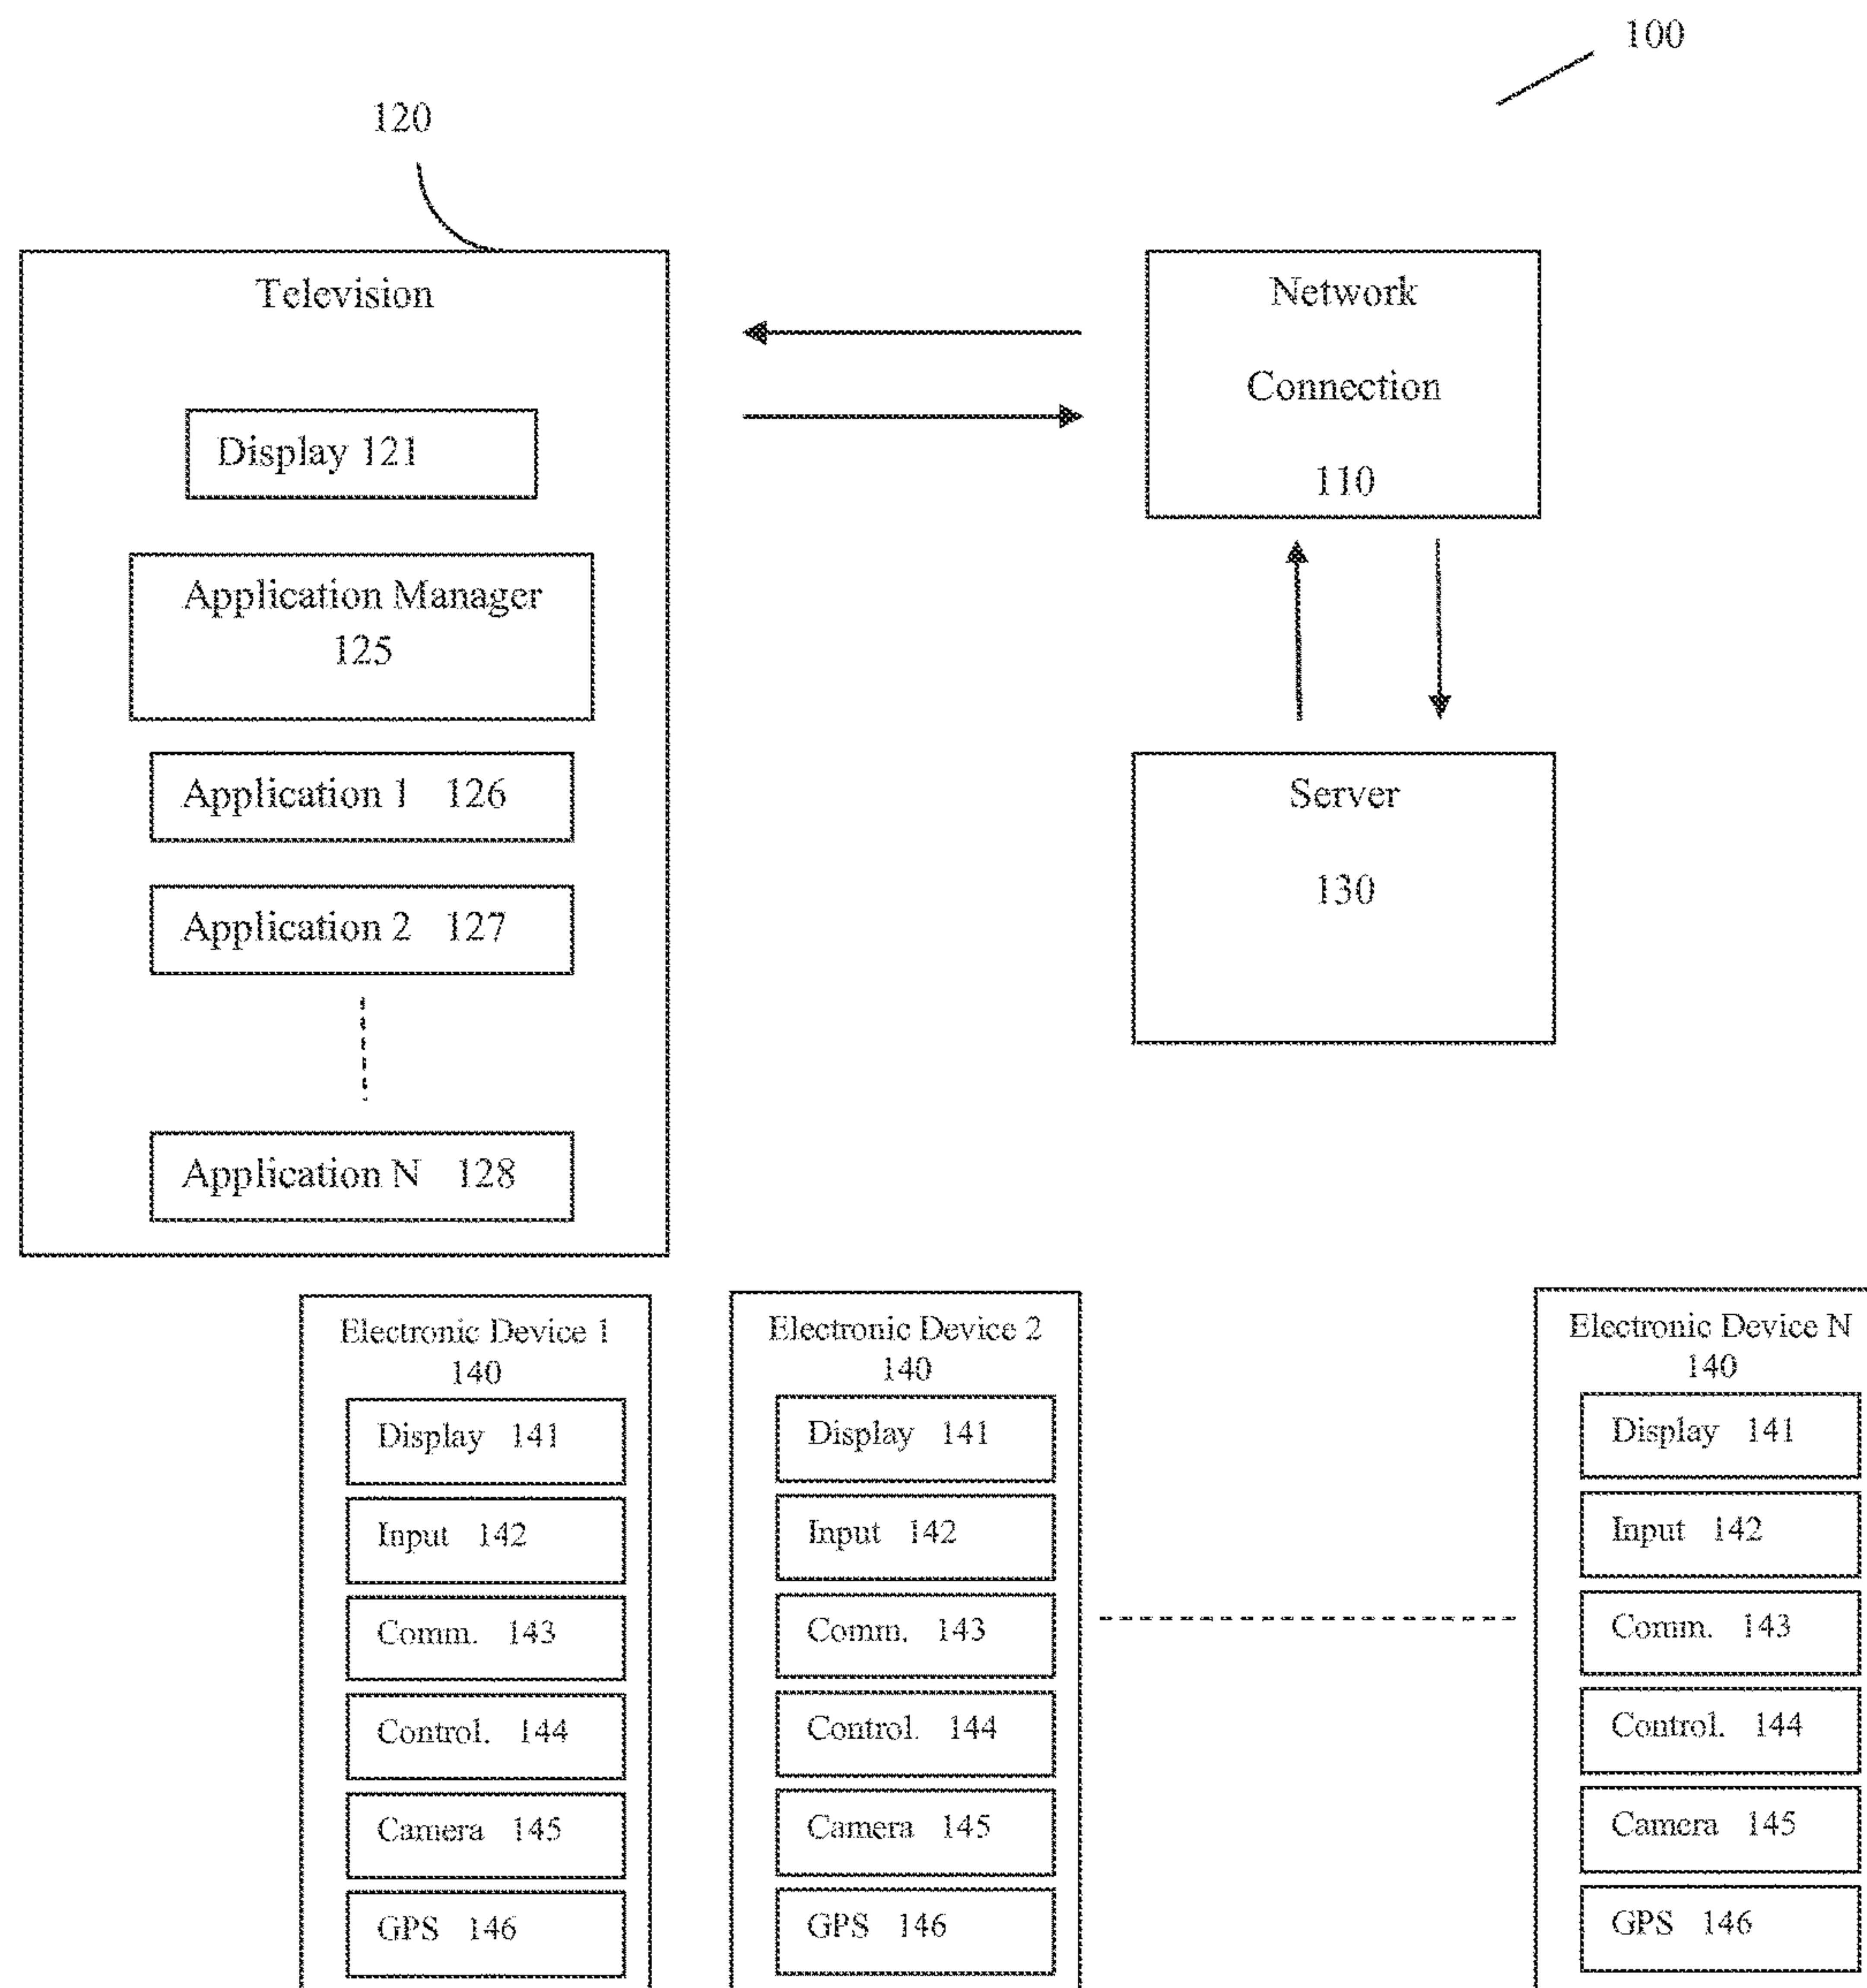 100
120
Television
Display 121
Application Manager
125
Application 1 126
Application 2 127
Application N 128
Network
Connection
110
Server
130
Electronic Device 1
140
Display 141
Input 142
Comm. 143
Control. 144
Camera 145
GPS 146
Electronic Device 2
140
Display 141
Input 142
Comm. 143
Control. 144
Camera 145
GPS 146
Electronic Device N
140
Display 141
Input 142
Comm. 143
Control. 144
Camera 145
GPS 146